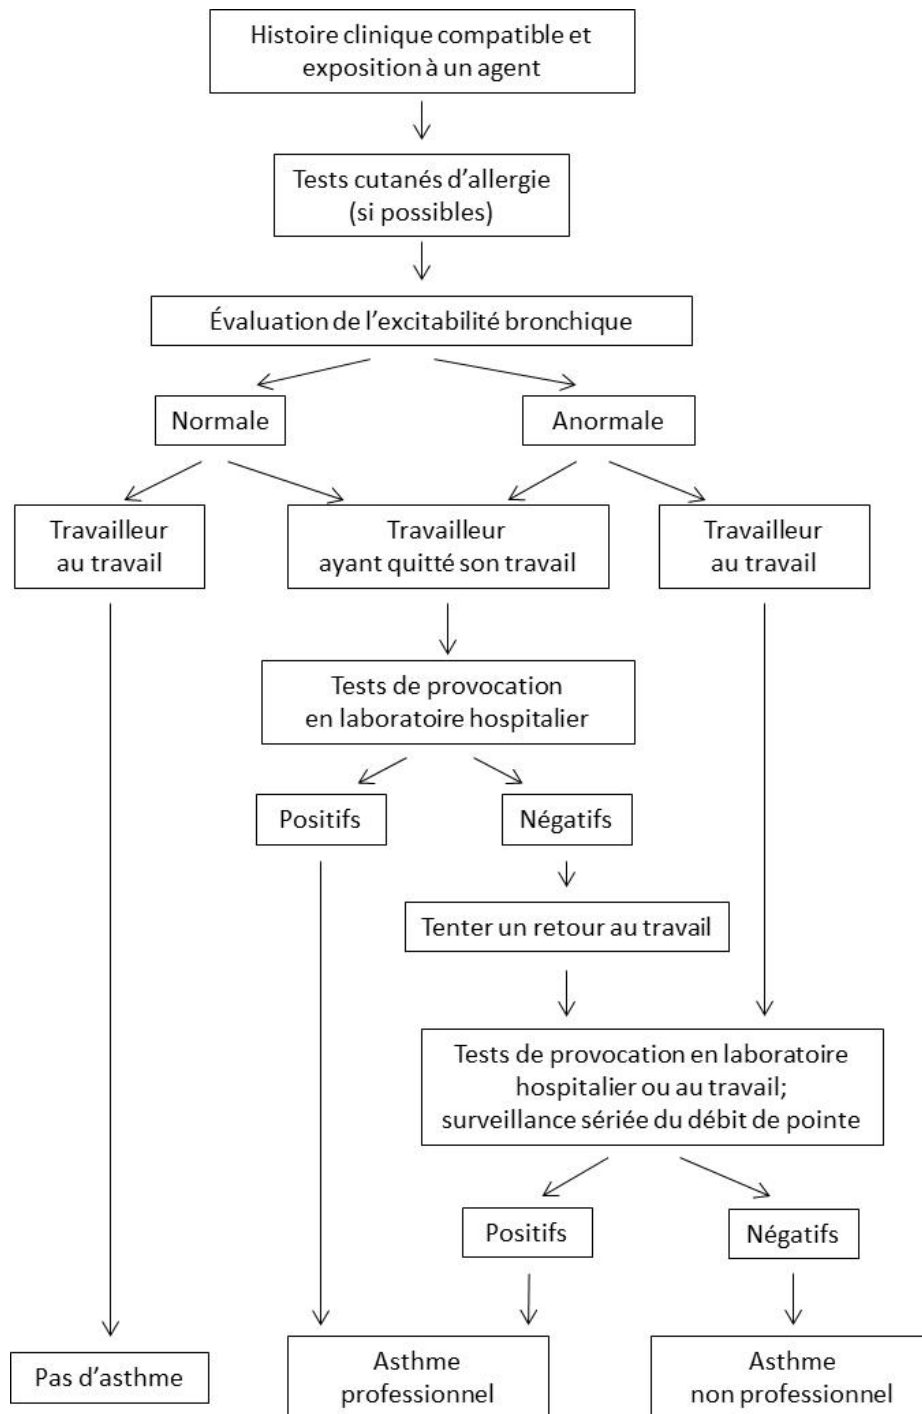 Histoire clinique compatible et
exposition à un agent
Tests cutanés d’allergie
(si possibles)
Évaluation de l’excitabilité bronchique
Normale
Anormale
Travailleur
au travail
Travailleur
ayant quitté son travail
Travailleur
au travail
Tests de provocation
en laboratoire hospitalier
Positifs
Négatifs
Tenter un retour au travail
Tests de provocation en laboratoire
hospitalier ou au travail;
surveillance sériée du débit de pointe
Positifs
Négatifs
Pas d’asthme
Asthme
professionnel
Asthme
non professionnel